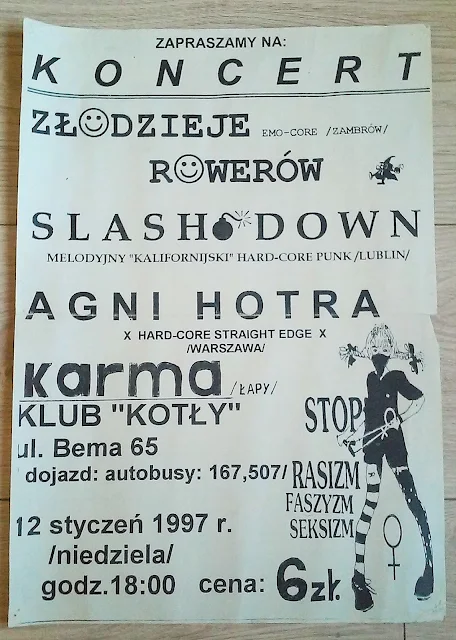 ZAPRASZAMY NA:
KONCERT
ZŁODZIEJE EMO-CORE /ZAMBRÓW/
ROWERÓW
SLASH DOWN
MELODYJNY "KALIFORNIJSKI" HARD-CORE PUNK /LUBLIN/
AGNI HOTRA
X HARD-CORE STRAIGHT EDGE X
/WARSZAWA/
karma /ŁAPY/
KLUB "KOTŁY"
ul. Bema 65
dojazd: autobusy: 167,507/
STOP
RASIZM
FASZYZM
SEKSIZM
12 styczeń 1997 r.
/niedziela/
godz.18:00 cena: 6zł.